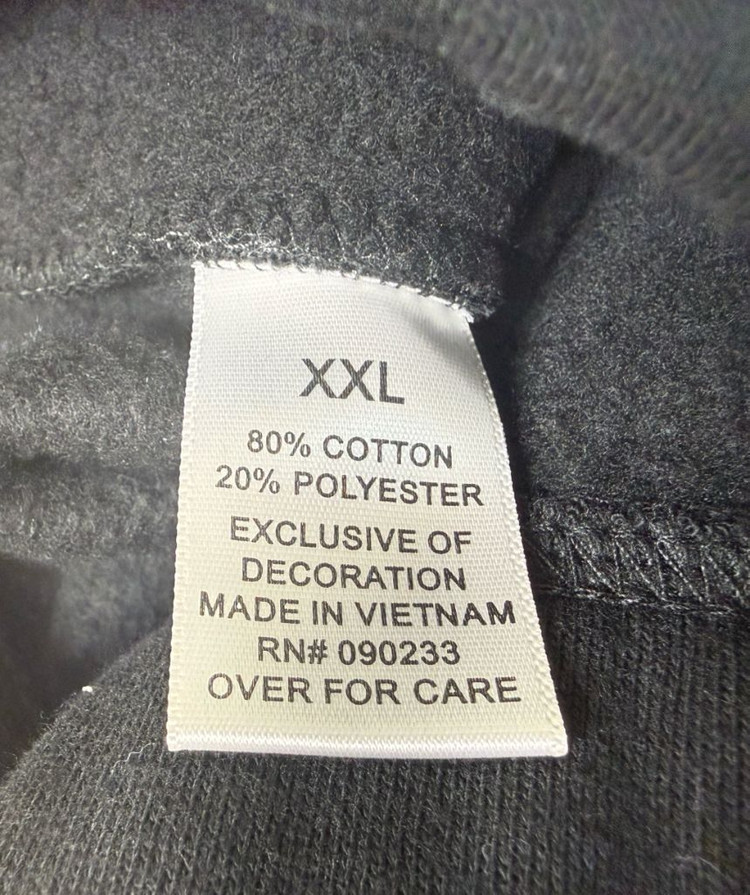 XXL
80% COTTON
20% POLYESTER
EXCLUSIVE OF
DECORATION
MADE IN VIETNAM
RN# 090233
OVER FOR CARE